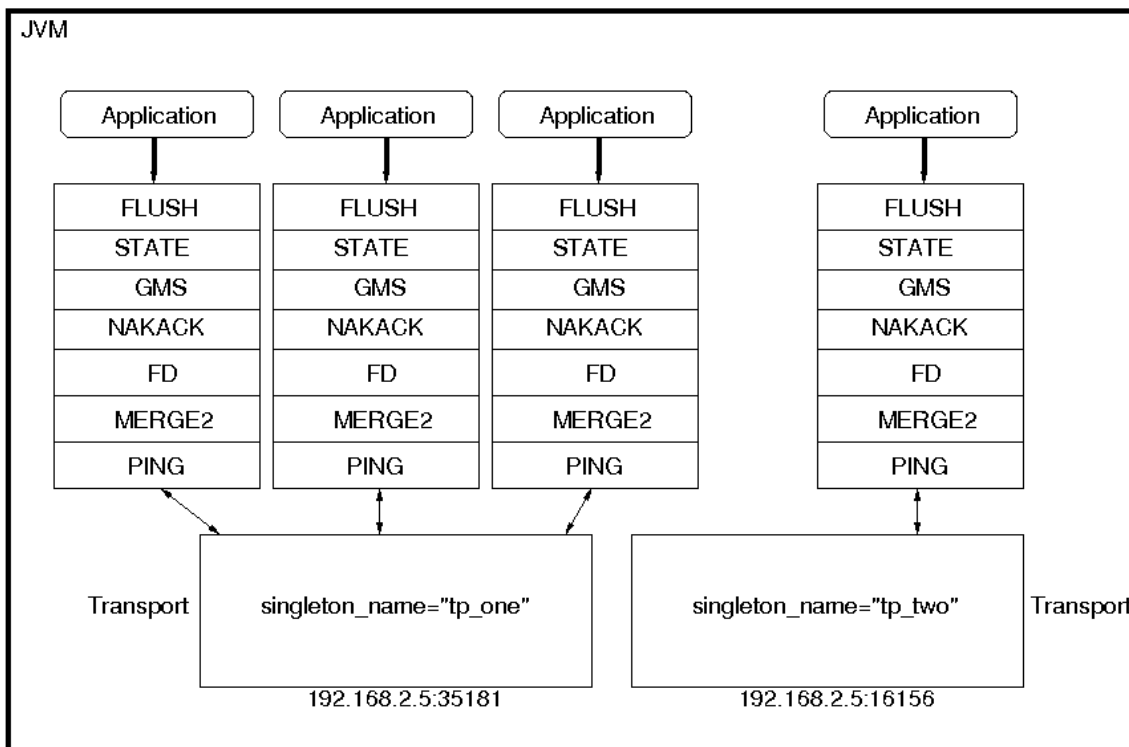 JVM
Application Application Application Application
FLUSH FLUSH FLUSH FLUSH
STATE STATE STATE STATE
GMS GMS GMS GMS
NAKACK NAKACK NAKACK NAKACK
FD FD FD FD
MERGE2 MERGE2 MERGE2 MERGE2
PING PING PING PING
Transport singleton_name="tp_one" singleton_name="tp_two" Transport
192.168.2.5:35181 192.168.2.5:16156